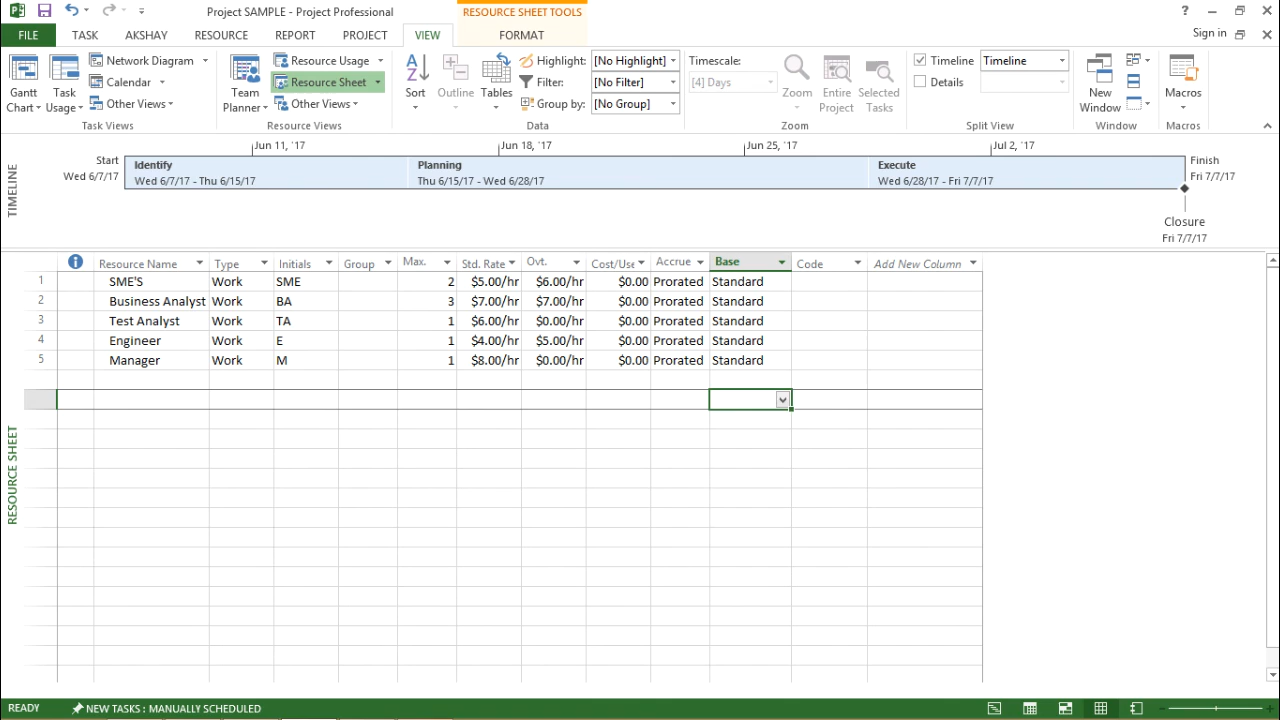 Project SAMPLE - Project Professional
RESOURCE SHEET TOOLS
?
FILE TASK AKSHAY RESOURCE REPORT PROJECT VIEW FORMAT Sign in
Gantt Chart
Task Usage
Network Diagram
Calendar
Other Views
Task Views
Team Planner
Resource Usage
Resource Sheet
Other Views
Resource Views
Sort
Outline
Tables
Highlight: [No Highlight]
Filter: [No Filter]
Group by: [No Group]
Data
Timescale:
[4] Days]
Zoom
Entire Project
Selected Tasks
Zoom
Timeline Timeline
Details
Split View
New Window
Window
Macros
Macros
TIMELINE
Jun 11, '17 Jun 18, '17 Jun 25, '17 Jul 2, '17
Start
Wed 6/7/17
Identify
Wed 6/7/17 - Thu 6/15/17
Planning
Thu 6/15/17 - Wed 6/28/17
Execute
Wed 6/28/17 - Fri 7/7/17
Finish
Fri 7/7/17
Closure
Fri 7/7/17
RESOURCE SHEET
Resource Name Type Initials Group Max. Std. Rate Ovt. Cost/Use Accrue Base Code Add New Column
1 SME'S Work SME 2 $5.00/hr $6.00/hr $0.00 Prorated Standard
2 Business Analyst Work BA 3 $7.00/hr $7.00/hr $0.00 Prorated Standard
3 Test Analyst Work TA 1 $6.00/hr $0.00/hr $0.00 Prorated Standard
4 Engineer Work E 1 $4.00/hr $5.00/hr $0.00 Prorated Standard
5 Manager Work M 1 $8.00/hr $0.00/hr $0.00 Prorated Standard
READY NEW TASKS : MANUALLY SCHEDULED